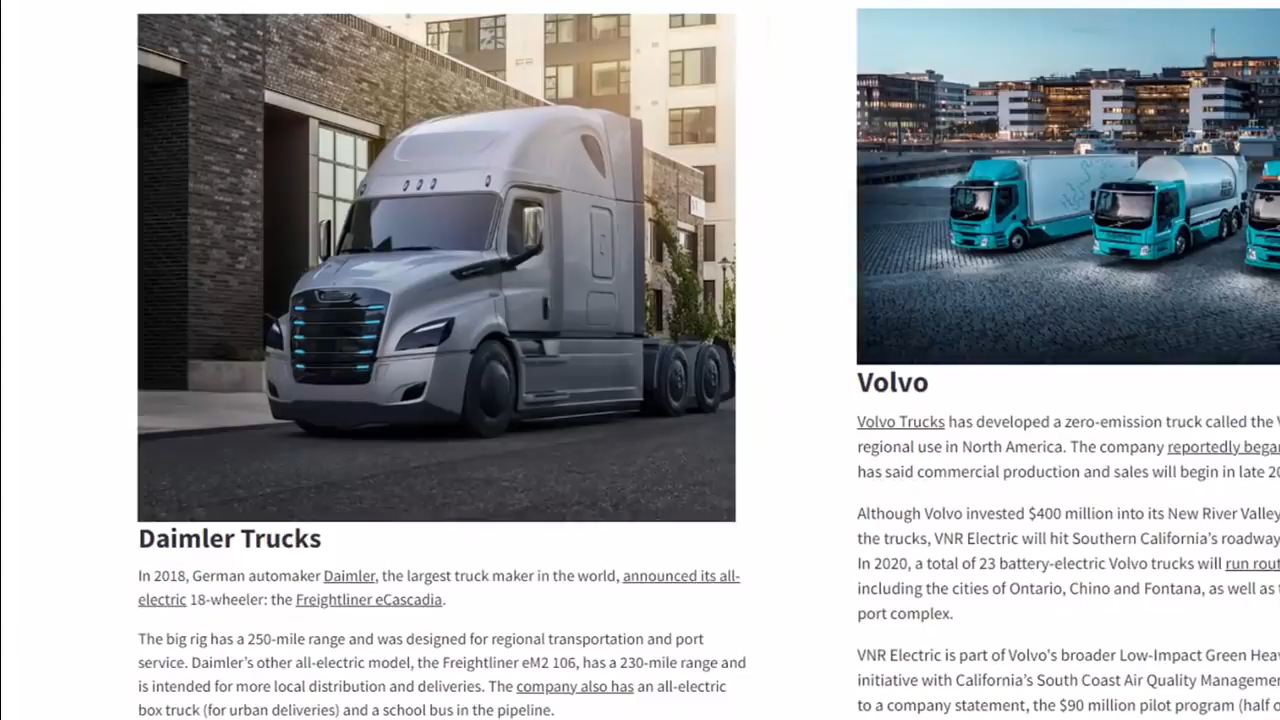 Daimler Trucks
In 2018, German automaker Daimler, the largest truck maker in the world, announced its all-
electric 18-wheeler: the Freightliner eCascadia.
The big rig has a 250-mile range and was designed for regional transportation and port
service. Daimler’s other all-electric model, the Freightliner eM2 106, has a 230-mile range and
is intended for more local distribution and deliveries. The company also has an all-electric
box truck (for urban deliveries) and a school bus in the pipeline.
Volvo
Volvo Trucks has developed a zero-emission truck called the
regional use in North America. The company reportedly began
has said commercial production and sales will begin in late 20
Although Volvo invested $400 million into its New River Valley
the trucks, VNR Electric will hit Southern California’s roadway
In 2020, a total of 23 battery-electric Volvo trucks will run rout
including the cities of Ontario, Chino and Fontana, as well as
port complex.
VNR Electric is part of Volvo's broader Low-Impact Green Hea
initiative with California’s South Coast Air Quality Manageme
to a company statement, the $90 million pilot program (half o